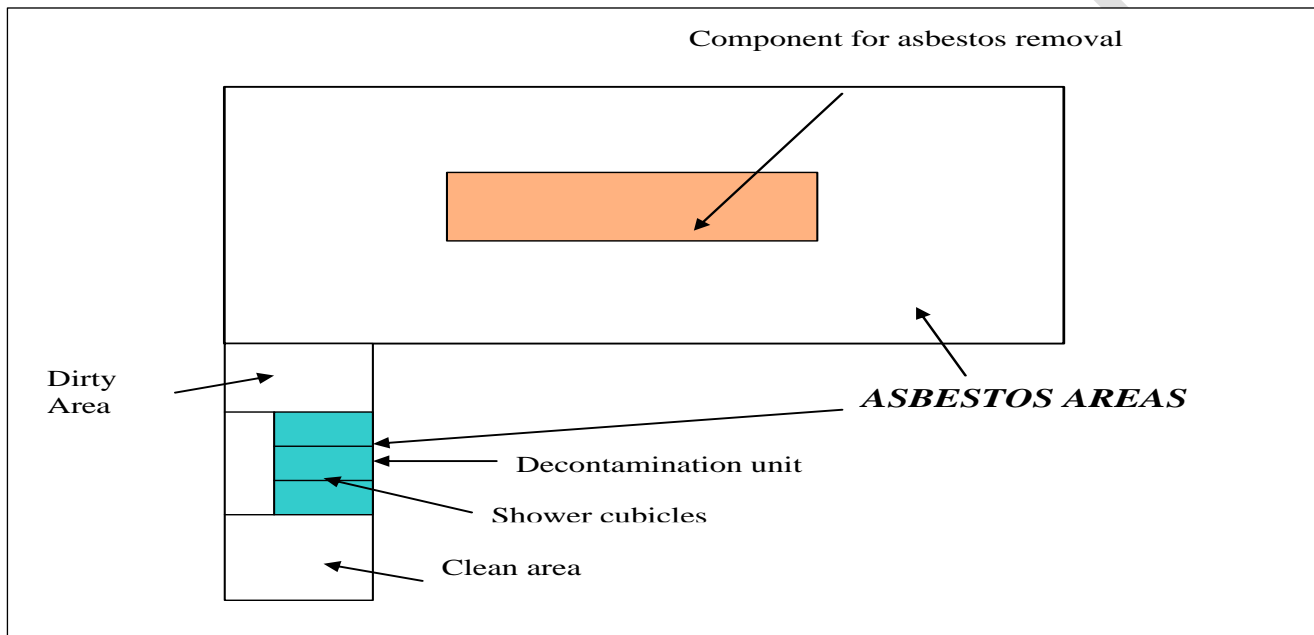 Component for asbestos removal
Dirty
Area
ASBESTOS AREAS
Decontamination unit
Shower cubicles
Clean area